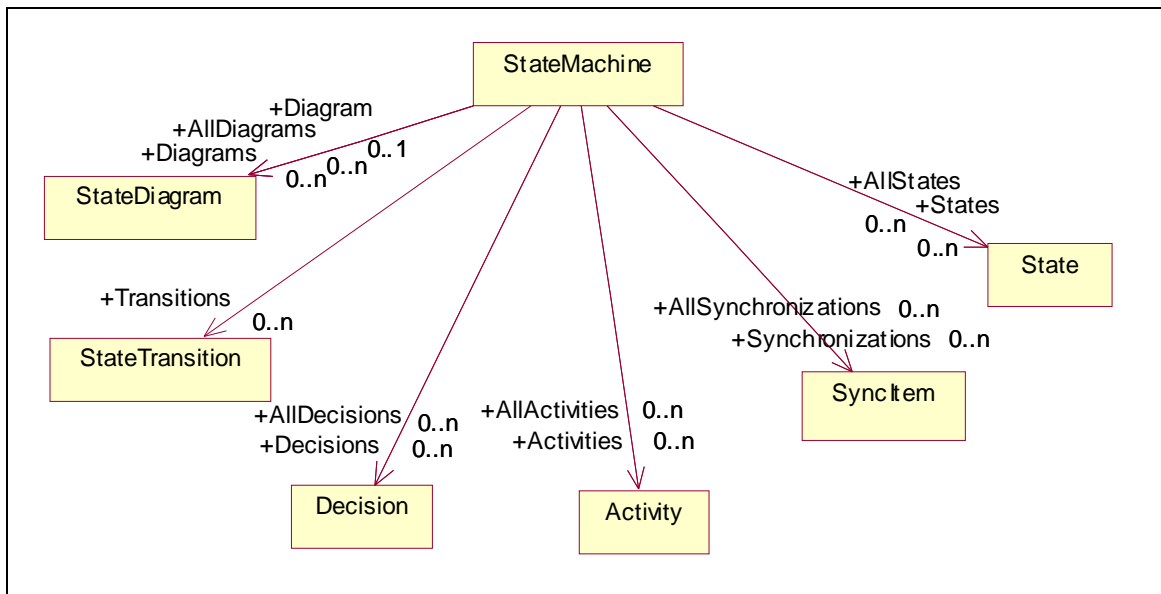 StateMachine
+Diagram
+AllDiagrams
+Diagrams
0..1
0..n
0..n
StateDiagram
+AllStates
+States
0..n
0..n
State
+Transitions
0..n
StateTransition
+AllSynchronizations 0..n
+Synchronizations 0..n
SyncItem
+AllDecisions 0..n
+Decisions 0..n
Decision
+AllActivities 0..n
+Activities 0..n
Activity